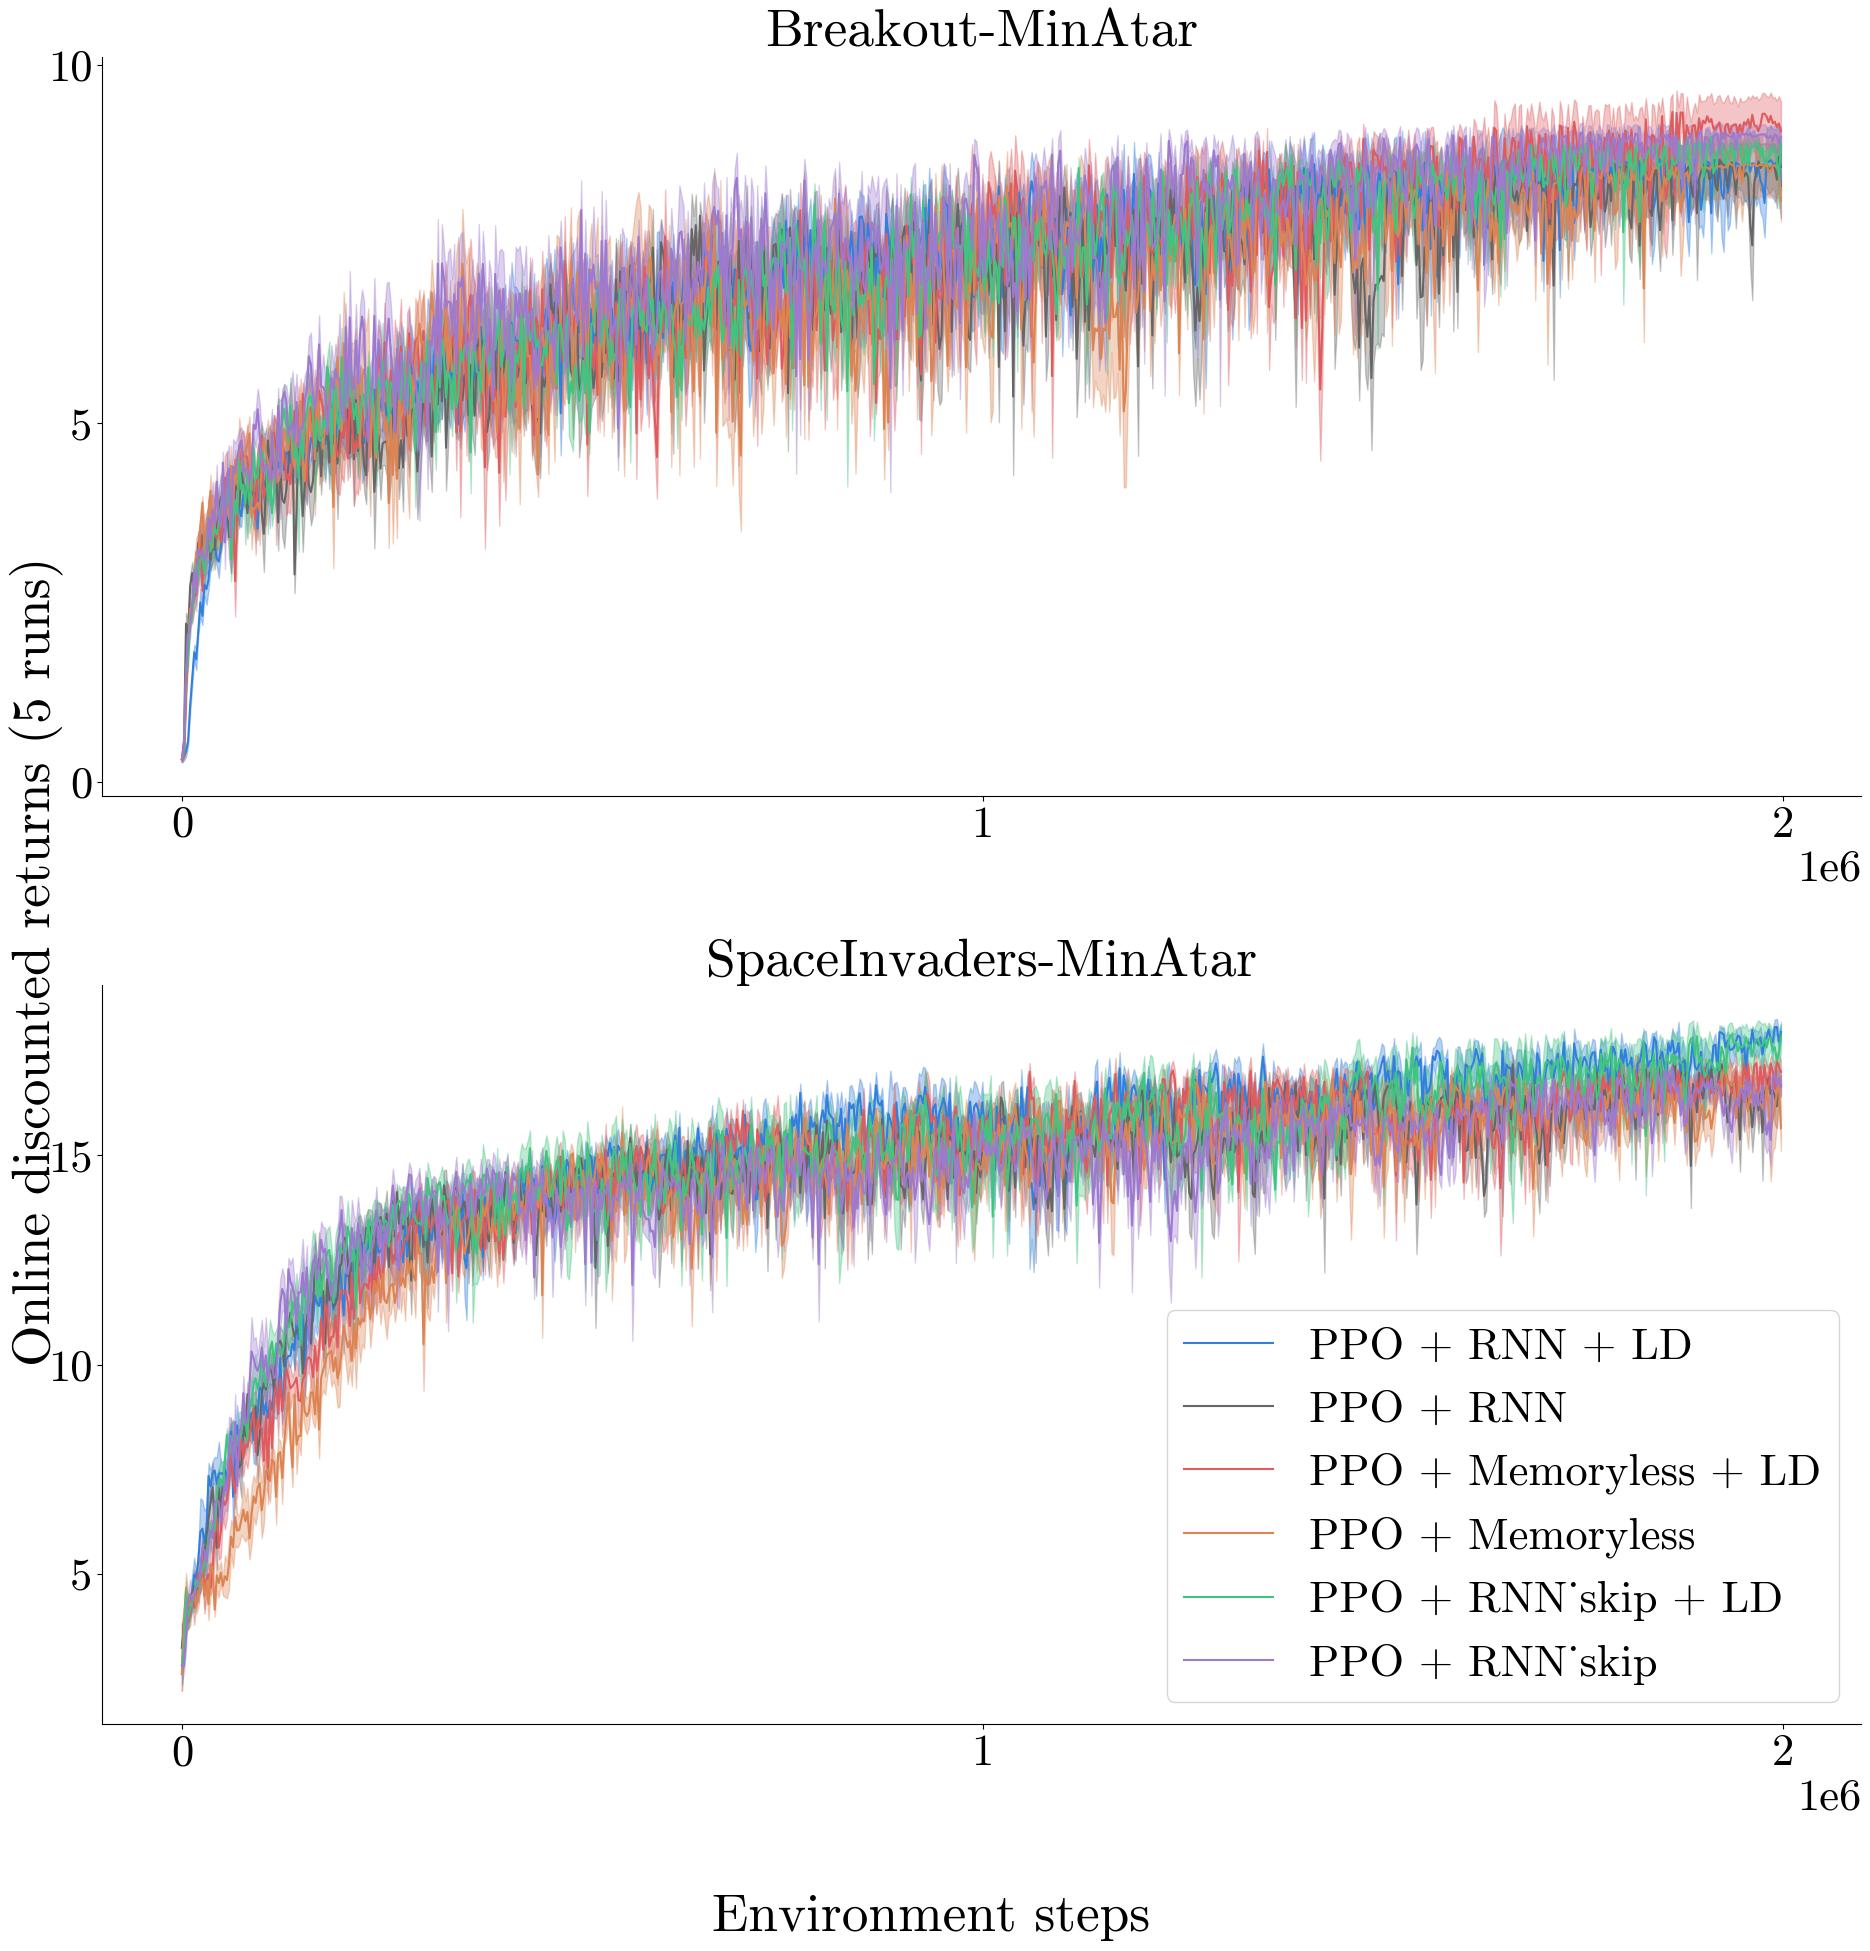 Breakout-MinAtar
10
5
0
0
1
2
1e6
Online discounted returns (5 runs)
SpaceInvaders-MinAtar
15
10
5
PPO + RNN + LD
PPO + RNN
PPO + Memoryless + LD
PPO + Memoryless
PPO + RNN˙skip + LD
PPO + RNN˙skip
0
1
2
1e6
Environment steps